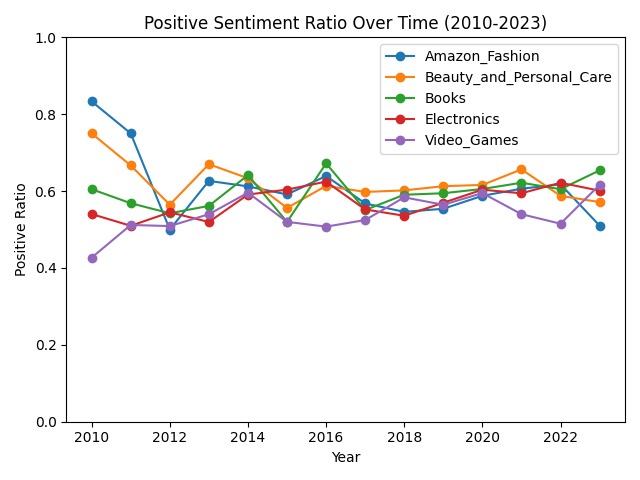 Positive Sentiment Ratio Over Time (2010-2023)
Amazon_Fashion
Beauty_and_Personal_Care
Books
Electronics
Video_Games
Positive Ratio
1.0
0.8
0.6
0.4
0.2
0.0
2010 2012 2014 2016 2018 2020 2022
Year